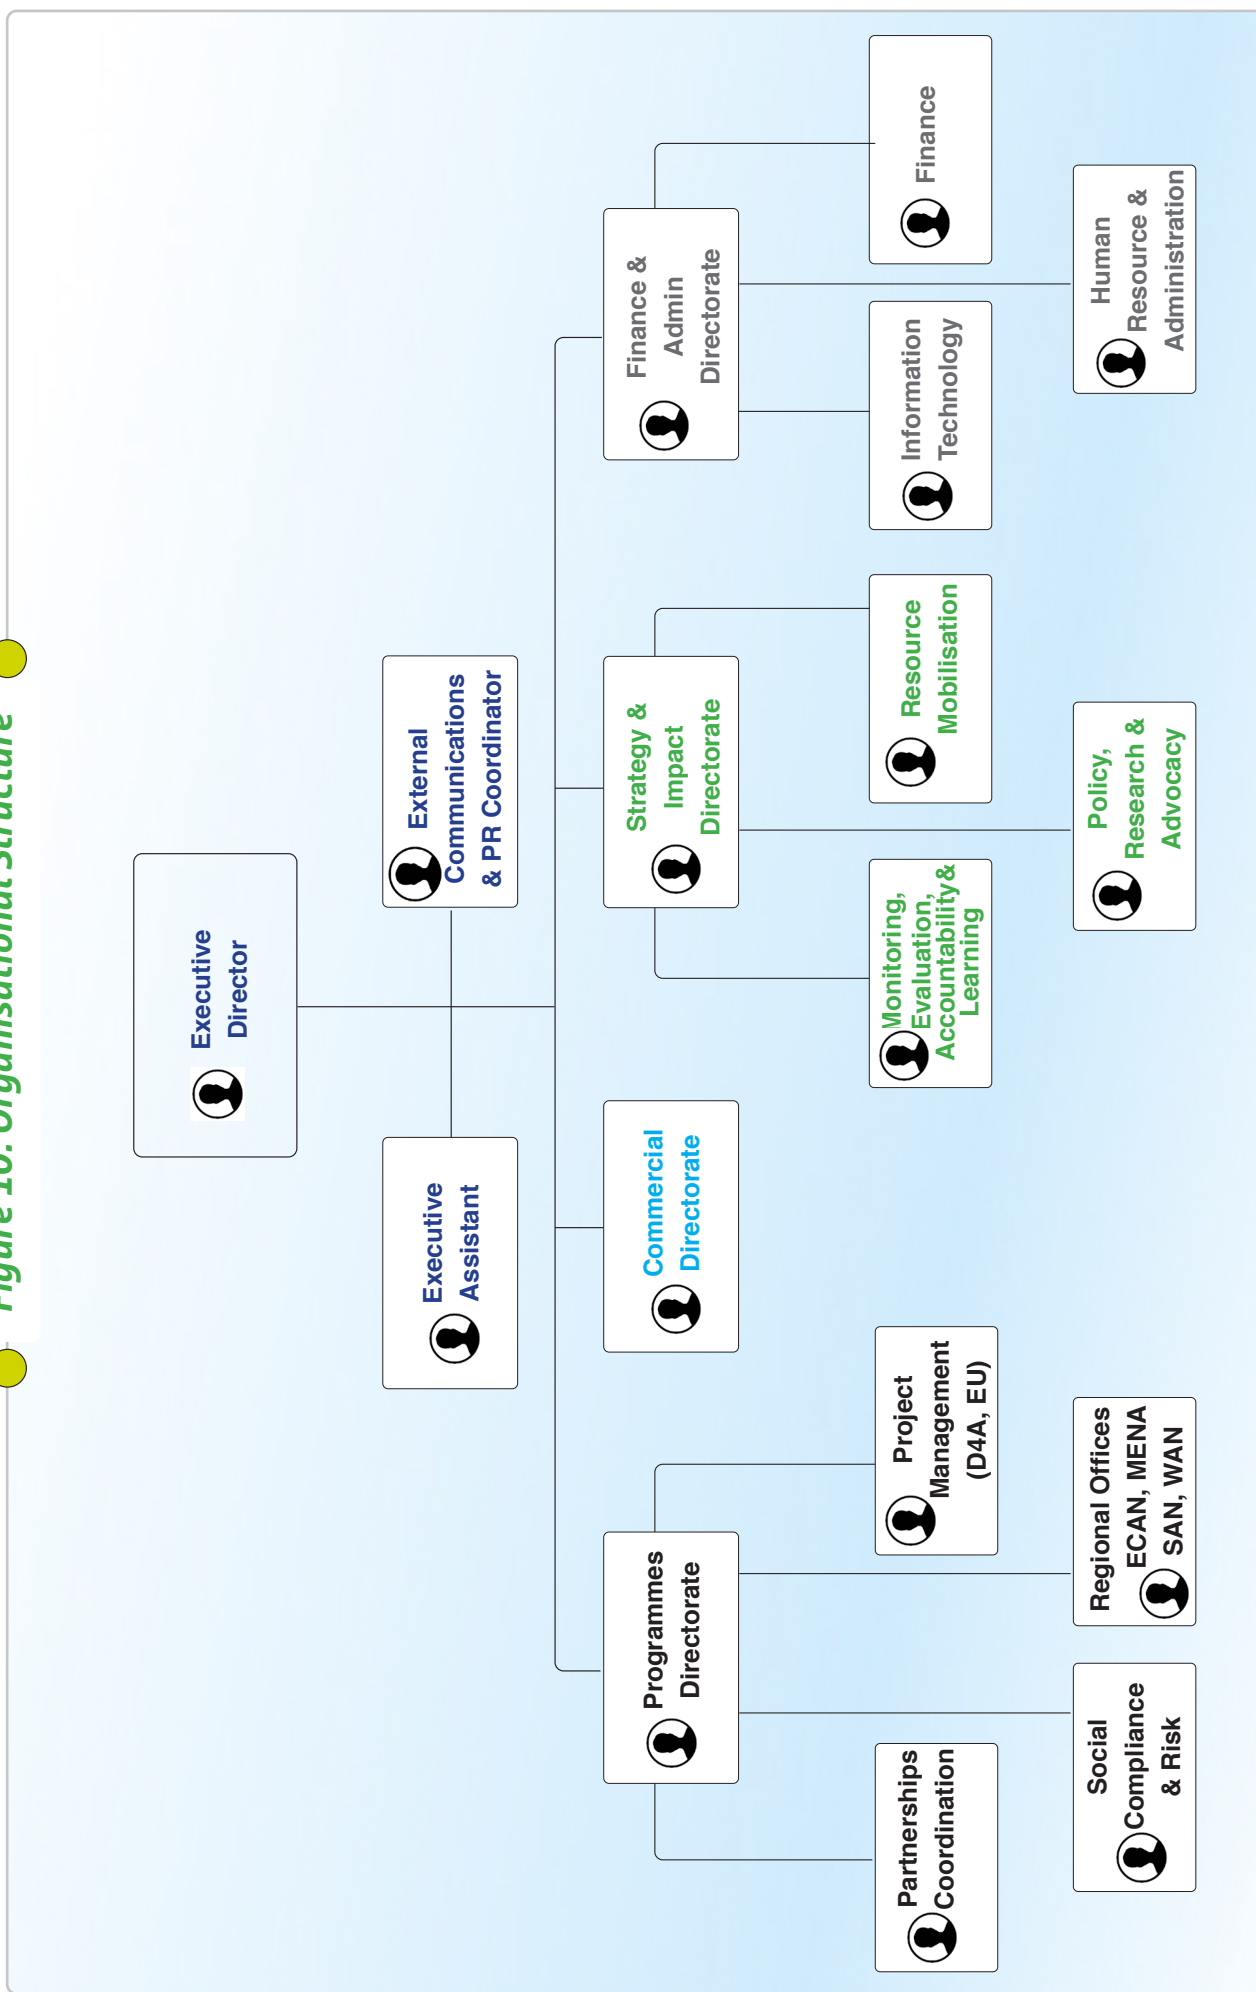 Figure 10: Organisational Structure
Executive
Director
Executive
Assistant
External
Communications
& PR Coordinator
Programmes
Directorate
Commercial
Directorate
Strategy &
Impact
Directorate
Finance &
Admin
Directorate
Partnerships
Coordination
Project
Management
(D4A, EU)
Monitoring,
Evaluation,
Accountability&
Learning
Resource
Mobilisation
Information
Technology
Finance
Social
Compliance
& Risk
Regional Offices
ECAN, MENA
SAN, WAN
Policy,
Research &
Advocacy
Human
Resource &
Administration